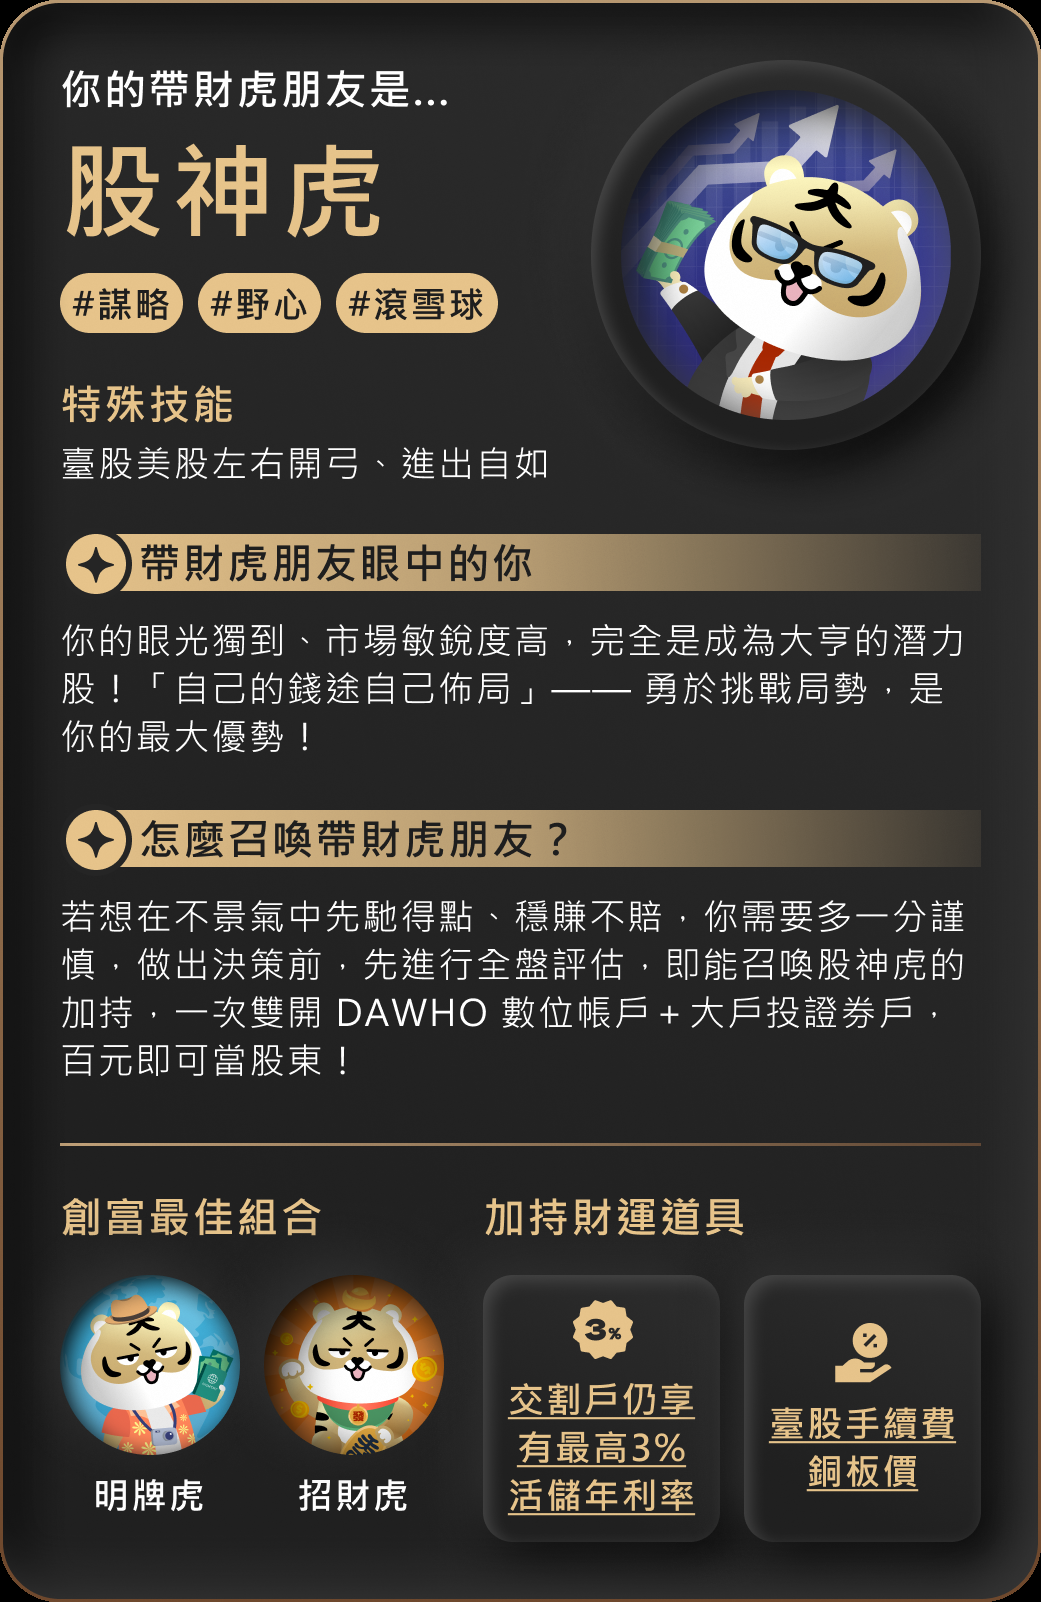 你的帶財虎朋友是...
股神虎
#謀略 #野心 #滾雪球
特殊技能
臺股美股左右開弓、進出自如
帶財虎朋友眼中的你
你的眼光獨到、市場敏銳度高，完全是成為大亨的潛力
股！「自己的錢途自己佈局」—— 勇於挑戰局勢，是
你的最大優勢！
怎麼召喚帶財虎朋友？
若想在不景氣中先馳得點、穩賺不賠，你需要多一分謹
慎，做出決策前，先進行全盤評估，即能召喚股神虎的
加持，一次雙開 DAWHO 數位帳戶＋大戶投證券戶，
百元即可當股東！
創富最佳組合
明牌虎
發
招財虎
加持財運道具
3%
交割戶仍享
有最高3%
活儲年利率
%
臺股手續費
銅板價